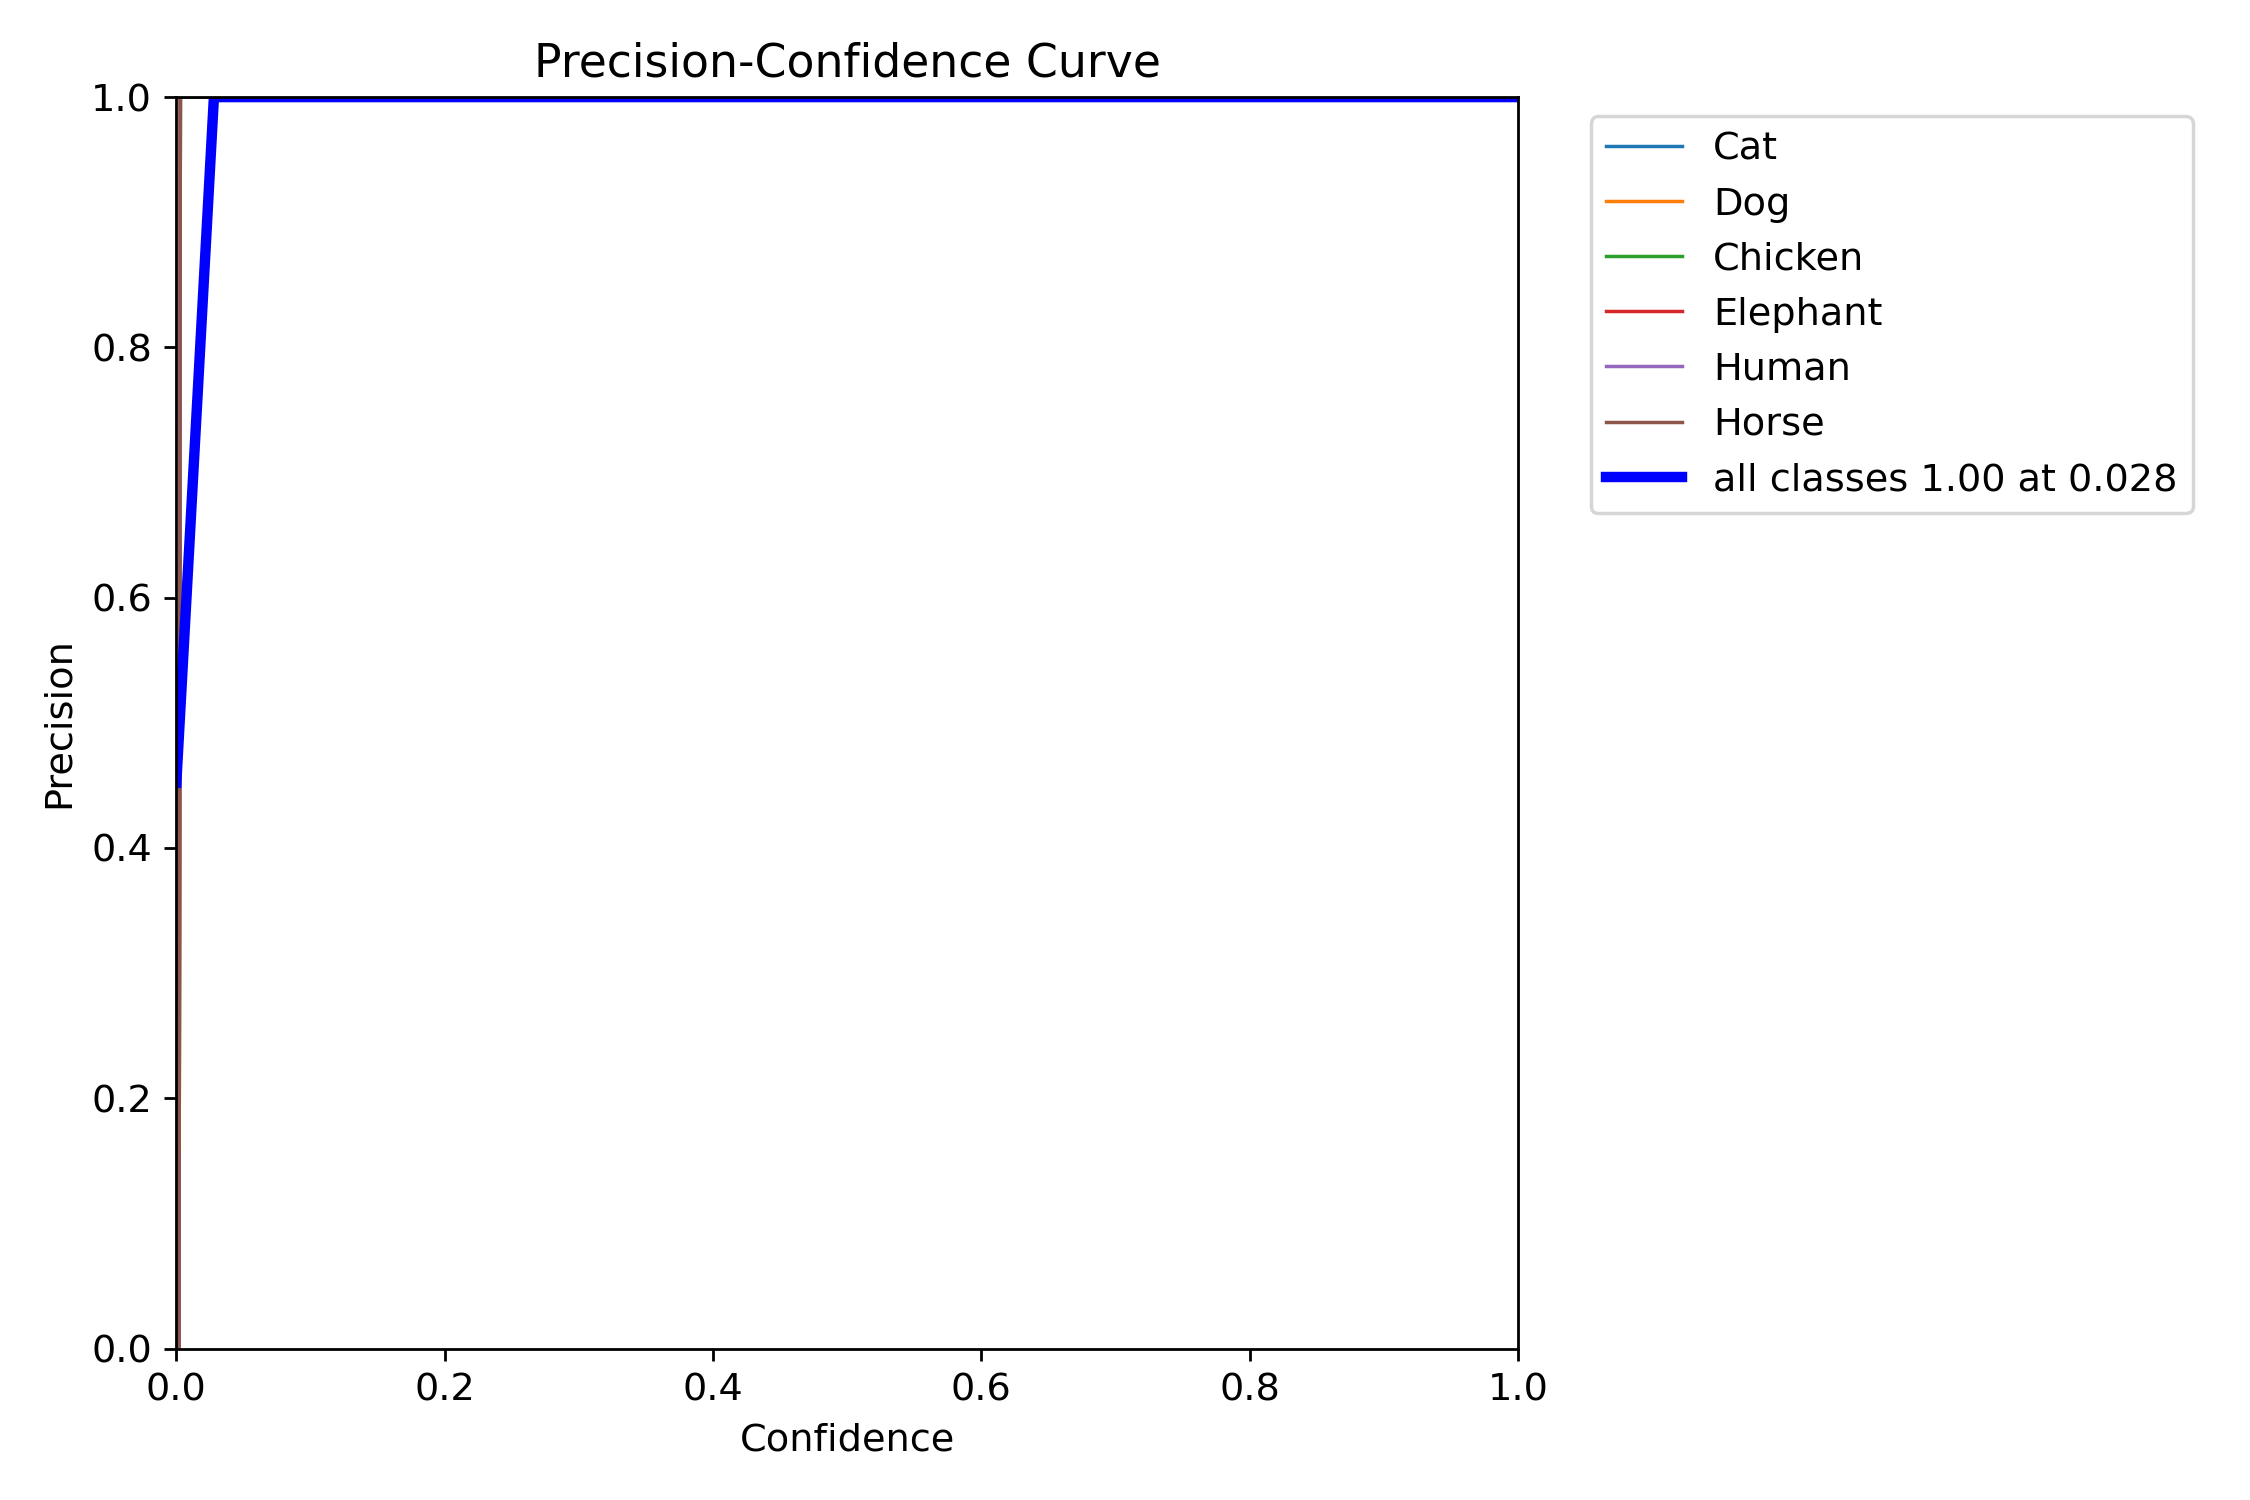 Precision-Confidence Curve
1.0
0.8
0.6
0.4
0.2
0.0
Precision
0.0 0.2 0.4 0.6 0.8 1.0
Confidence
Cat
Dog
Chicken
Elephant
Human
Horse
all classes 1.00 at 0.028